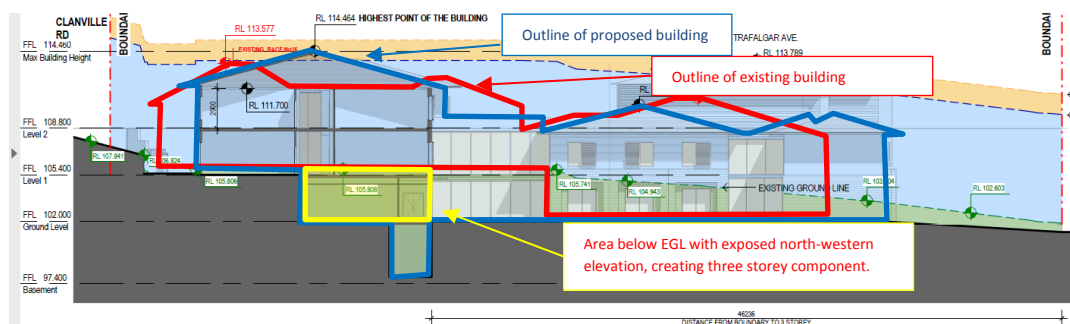 CLANVILLE
RD
BOUNDAI
RL 114.464 HIGHEST POINT OF THE BUILDING
RL 113.577
FFL 114.460
Max Building Height
Outline of proposed building
TRAFALGAR AVE.
RL 113.789
BOUNDAI
Outline of existing building
RL 111.700
2900
RL
FFL 108.800
Level 2
RL 107.841
RL 106.824
FFL 105.400
Level 1
RL 105.806
RL 105.808
RL 105.741
RL 104.943
EXISTING GROUND LINE
RL 102.603
FFL 102.000
Ground Level
Area below EGL with exposed north-western
elevation, creating three storey component.
FFL 97.400
Basement
46236
DISTANCE FROM BOUNDARY TO 3 STOREY